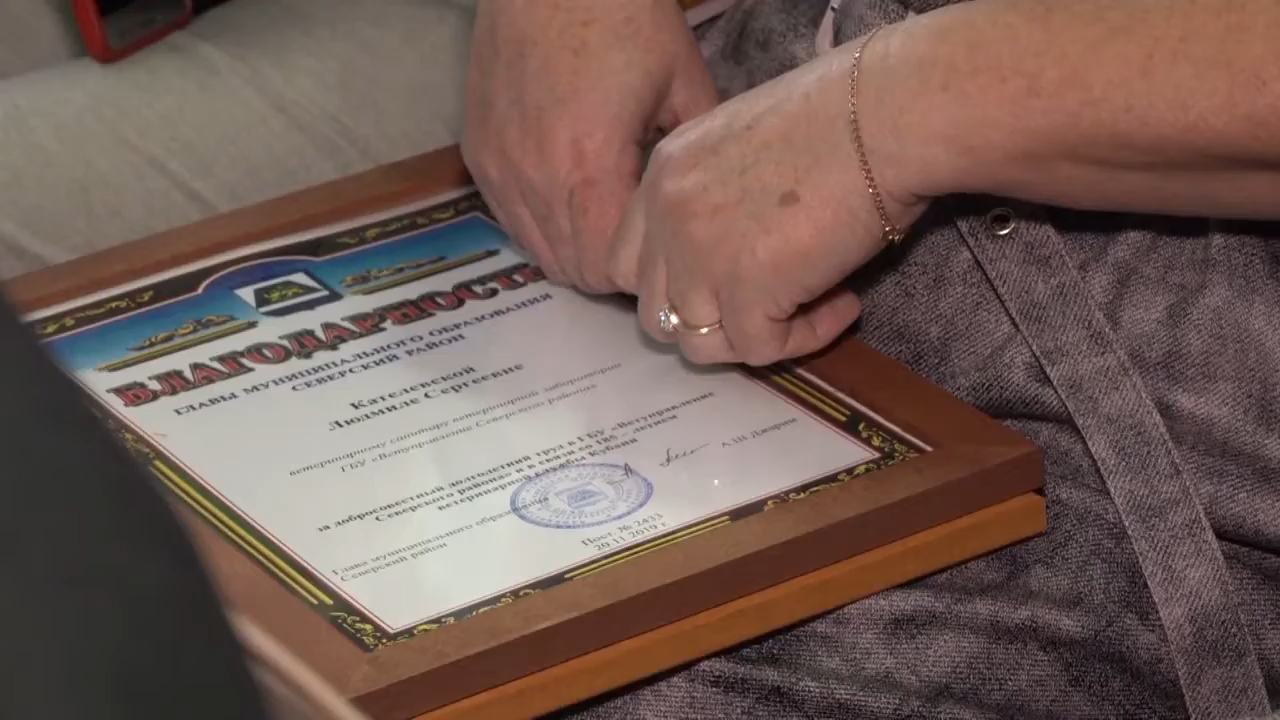 БЛАГОДАРНОСТЬ
ГЛАВЫ МУНИЦИПАЛЬНОГО ОБРАЗОВАНИЯ
СЕВЕРСКИЙ РАЙОН
Кателевской
Людмиле Сергеевне
ветеринарному санитару ветеринарной лаборатории
ГБУ «Ветуправление Северского района»
за добросовестный долголетний труд в ГБУ «Ветуправление
Северского района» и в связи со 185 – летием
ветеринарной службы Кубани
Глава муниципального образования
Северский район
А.Ш. Джарим
Пост. № 2433
20.11.2019 г.